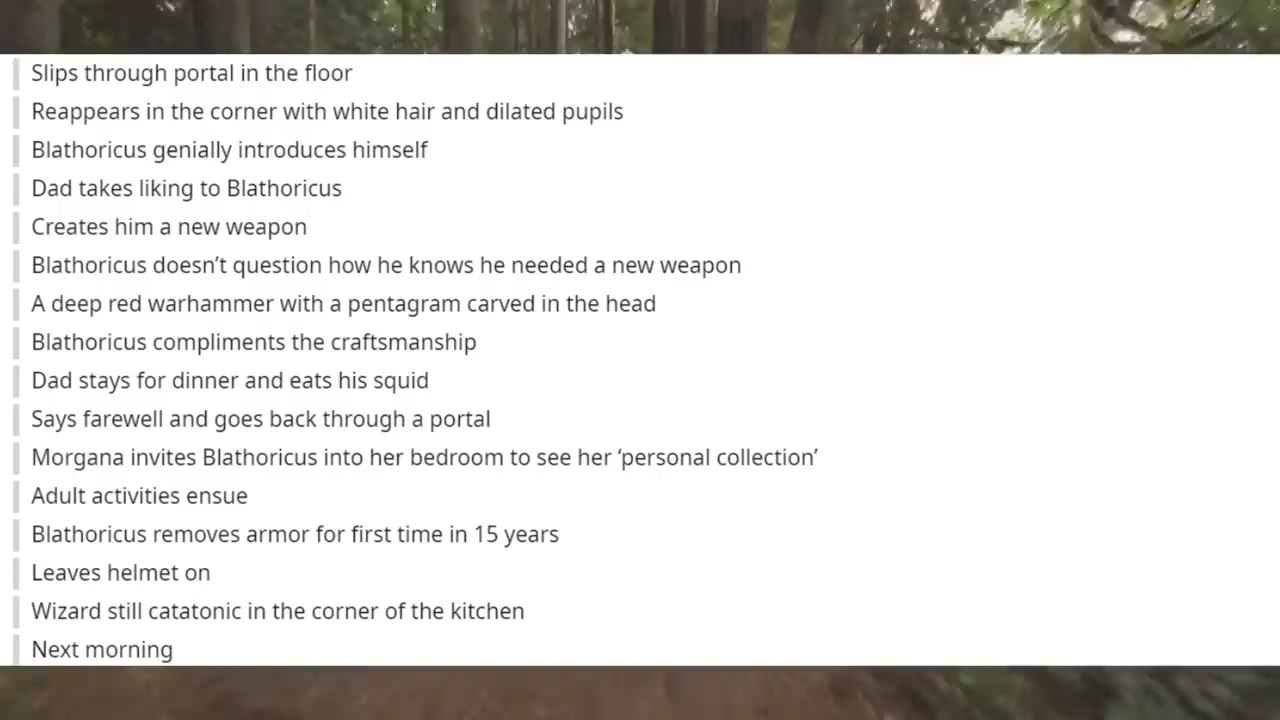 Slips through portal in the floor
Reappears in the corner with white hair and dilated pupils
Blathoricus genially introduces himself
Dad takes liking to Blathoricus
Creates him a new weapon
Blathoricus doesn’t question how he knows he needed a new weapon
A deep red warhammer with a pentagram carved in the head
Blathoricus compliments the craftsmanship
Dad stays for dinner and eats his squid
Says farewell and goes back through a portal
Morgana invites Blathoricus into her bedroom to see her ‘personal collection’
Adult activities ensue
Blathoricus removes armor for first time in 15 years
Leaves helmet on
Wizard still catatonic in the corner of the kitchen
Next morning